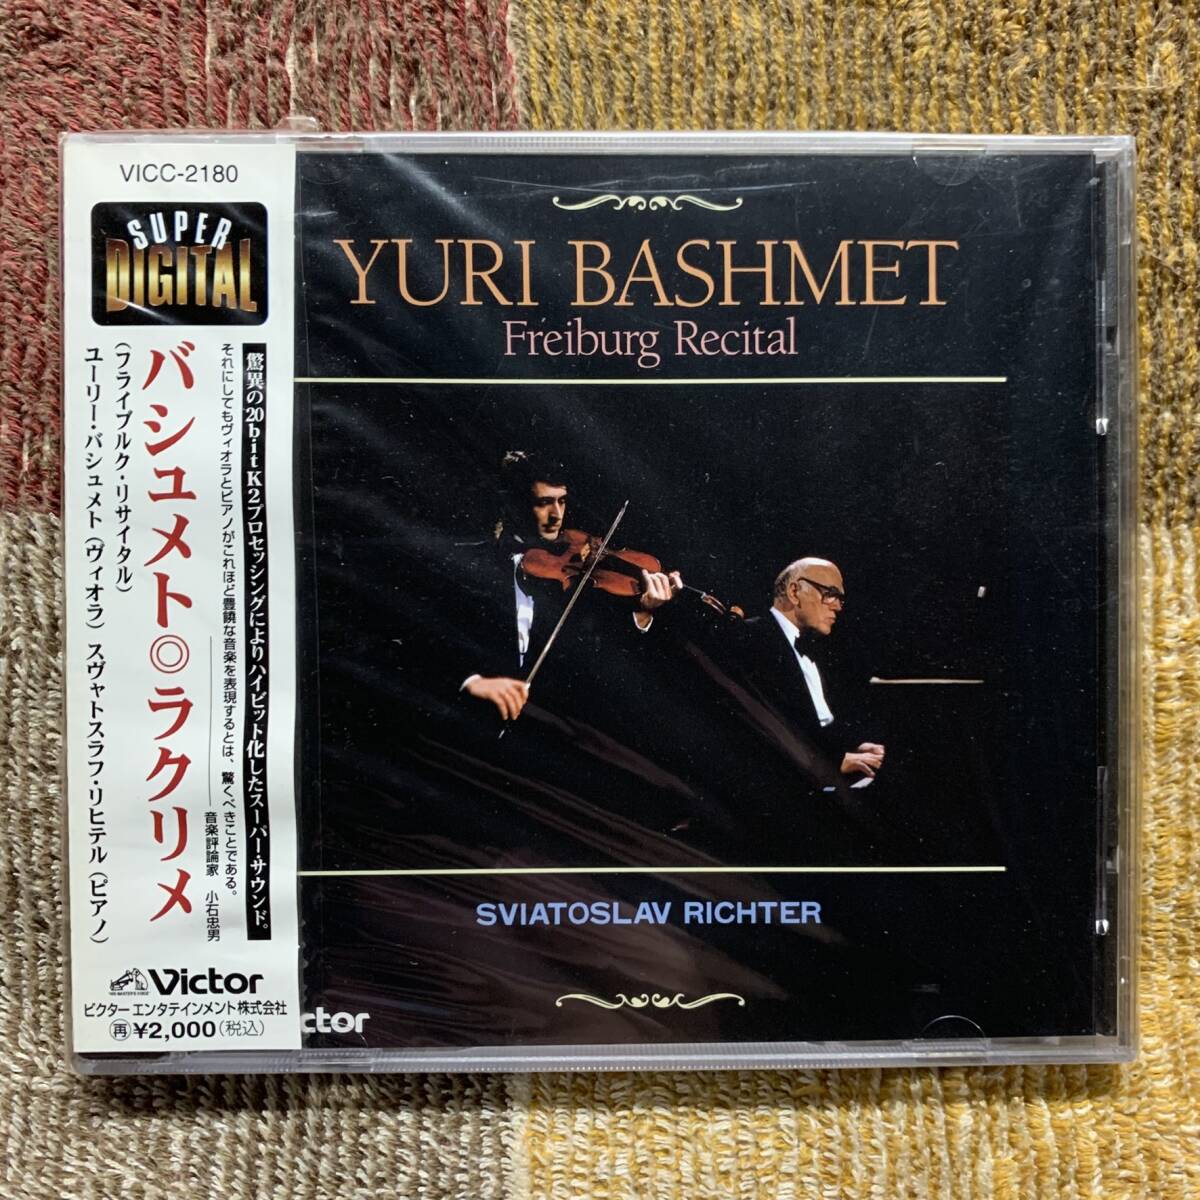 VICC-2180
SUPER
DIGITAL
驚異の20bitK2プロセッシングによりハイビット化したスーパー・サウンド。
それにしてもヴィオラとピアノがこれほど豊饒な音楽を表現するとは、驚くべきことである。
音楽評論家 小石忠男
バシュメト◎ラクリメ
(フライブルク・リサイタル)
ユーリー・バシュメト(ヴィオラ) スヴャトスラフ・リヒテル(ピアノ)
"HIS MASTER'S VOICE"
Victor
ビクターエンタテインメント株式会社
再¥2,000(税込)
YURI BASHMET
Freiburg Recital
SVIATOSLAV RICHTER
ctor